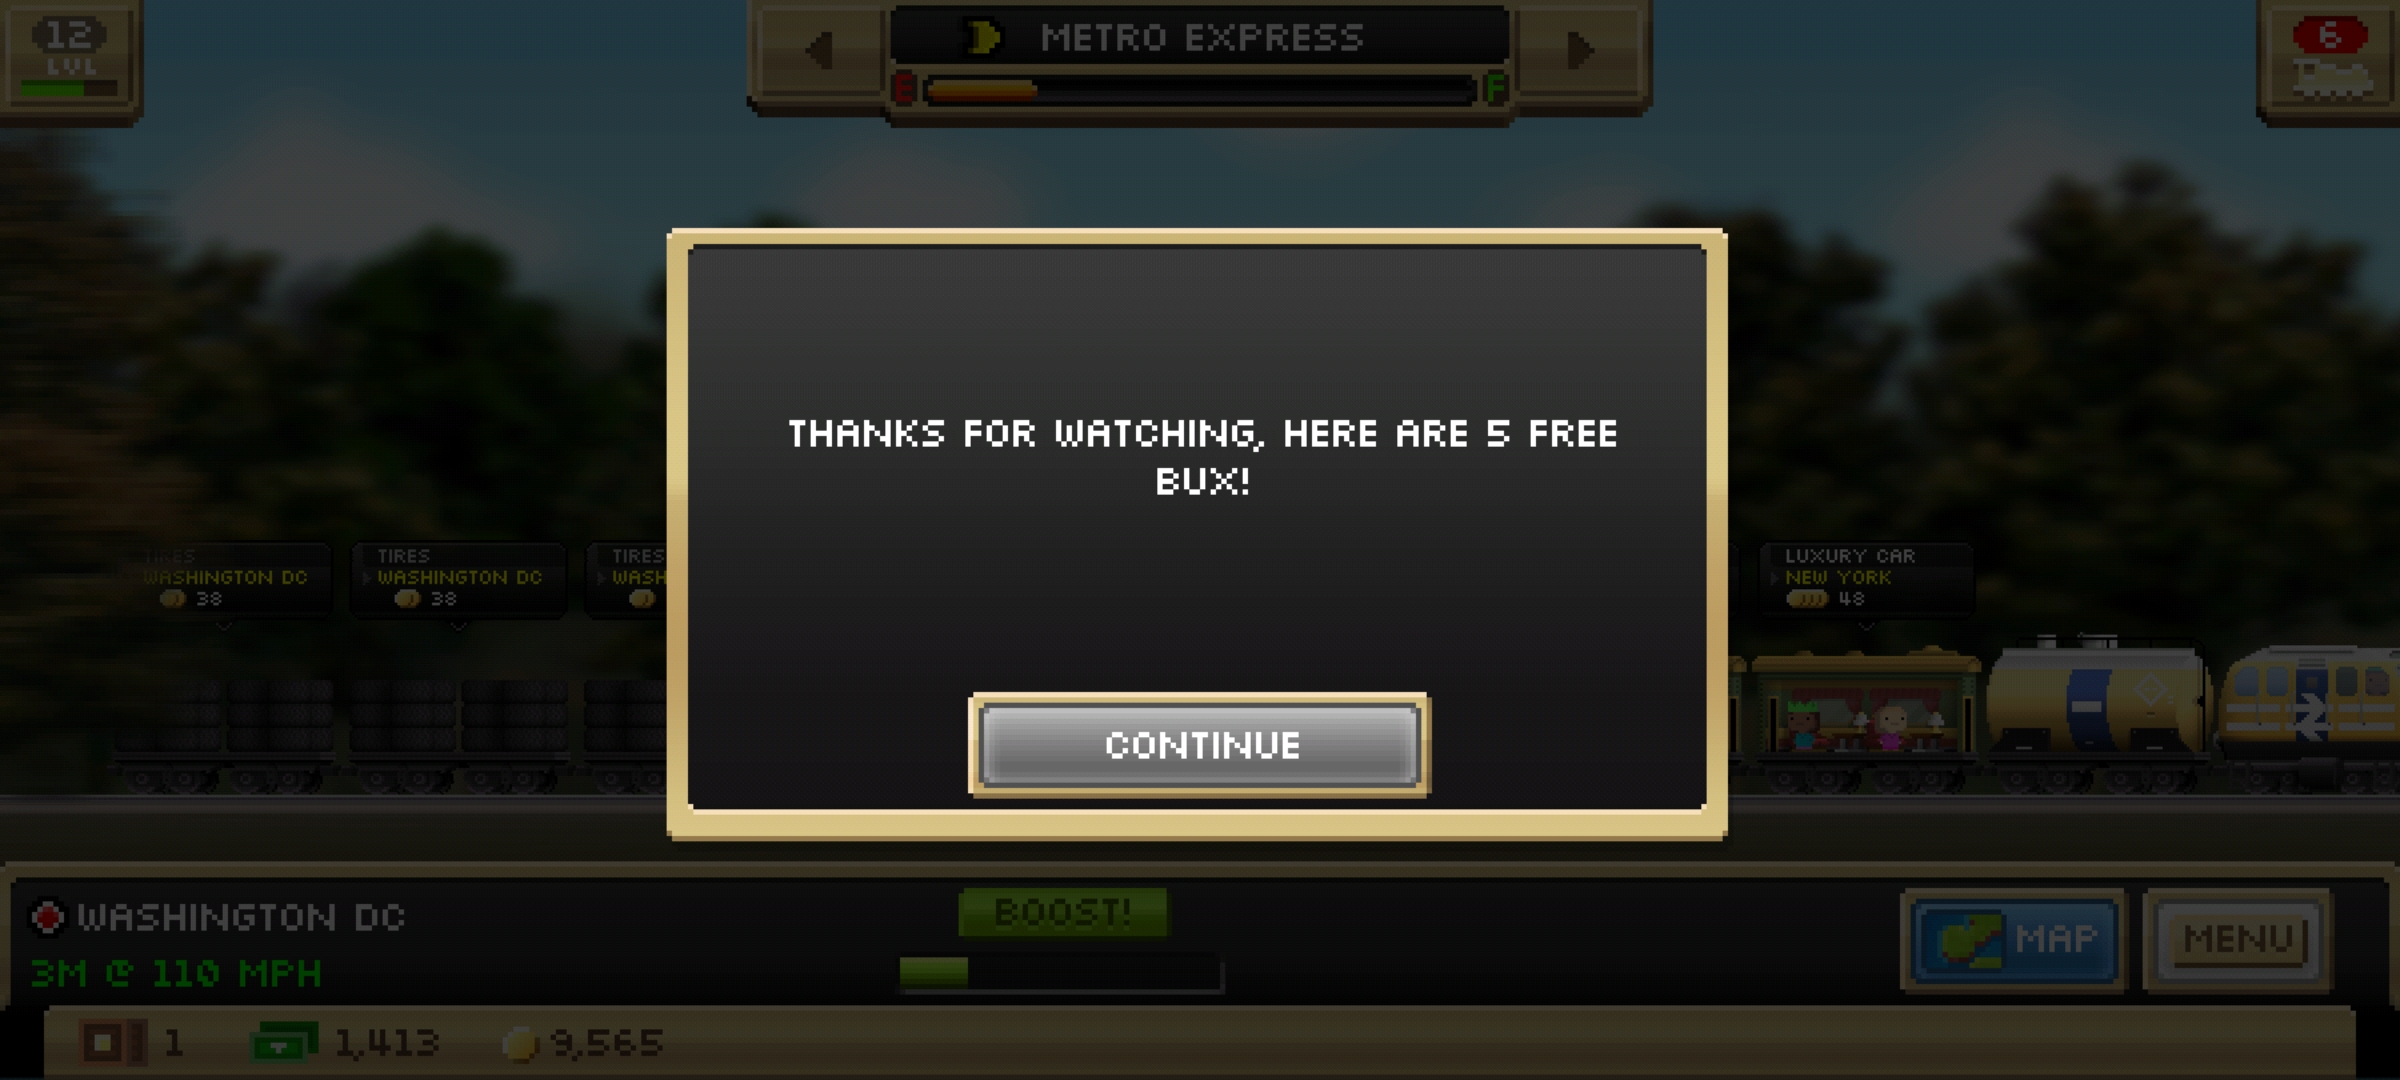 12
LVL
METRO EXPRESS
E F
6
THANKS FOR WATCHING, HERE ARE 5 FREE
BUX!
CONTINUE
TIRES
WASHINGTON DC
38
TIRES
WASHINGTON DC
38
TIRES
WASH
LUXURY CAR
NEW YORK
48
WASHINGTON DC
3M @ 110 MPH
BOOST!
MAP
MENU
1
1,413
9,565